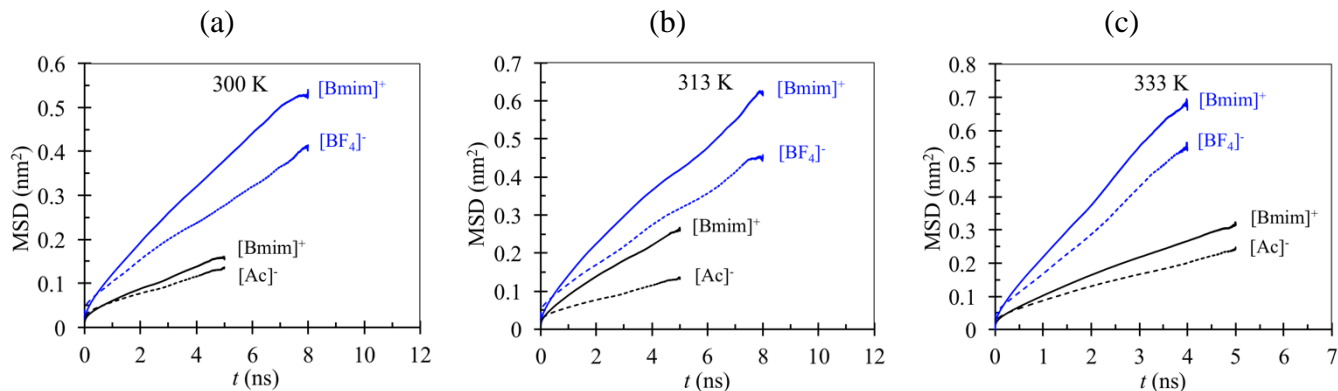 (a)
300 K
MSD (nm²)
0.6
0.5
0.4
0.3
0.2
0.1
0
[Bmim]⁺
[BF₄]⁻
[Bmim]⁺
[Ac]⁻
0 2 4 6 8 10 12
t (ns)
(b)
313 K
MSD (nm²)
0.7
0.6
0.5
0.4
0.3
0.2
0.1
0
[Bmim]⁺
[BF₄]⁻
[Bmim]⁺
[Ac]⁻
0 2 4 6 8 10 12
t (ns)
(c)
333 K
MSD (nm²)
0.8
0.7
0.6
0.5
0.4
0.3
0.2
0.1
0
[Bmim]⁺
[BF₄]⁻
[Bmim]⁺
[Ac]⁻
0 1 2 3 4 5 6 7
t (ns)